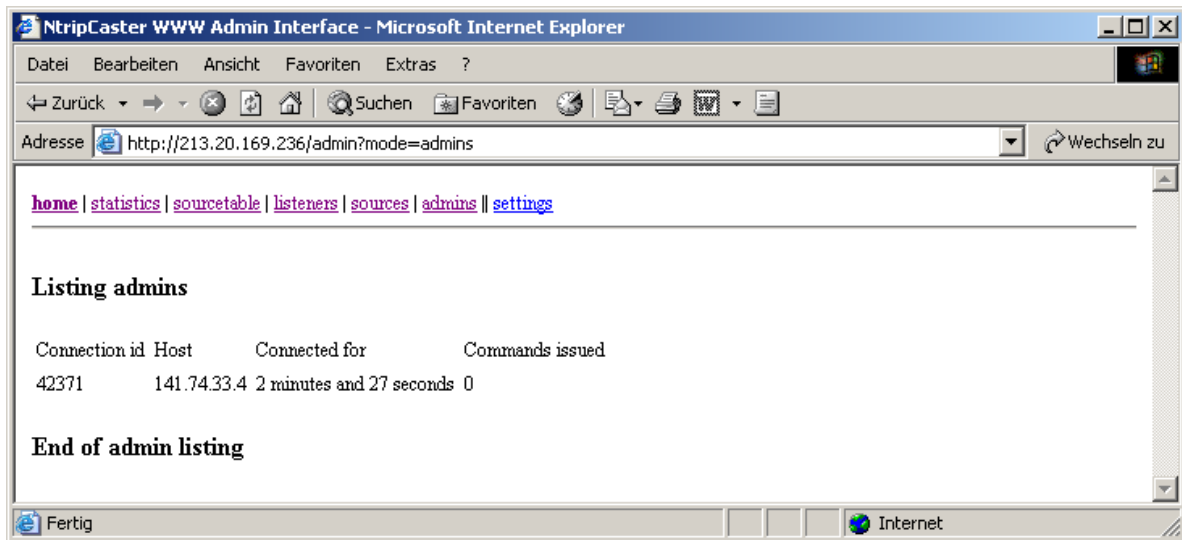 NtripCaster WWW Admin Interface - Microsoft Internet Explorer
Datei Bearbeiten Ansicht Favoriten Extras ?
Zurück Suchen Favoriten
Adresse http://213.20.169.236/admin?mode=admins Wechseln zu
home | statistics | sourcetable | listeners | sources | admins || settings
Listing admins
Connection id Host Connected for Commands issued
42371 141.74.33.4 2 minutes and 27 seconds 0
End of admin listing
Fertig Internet